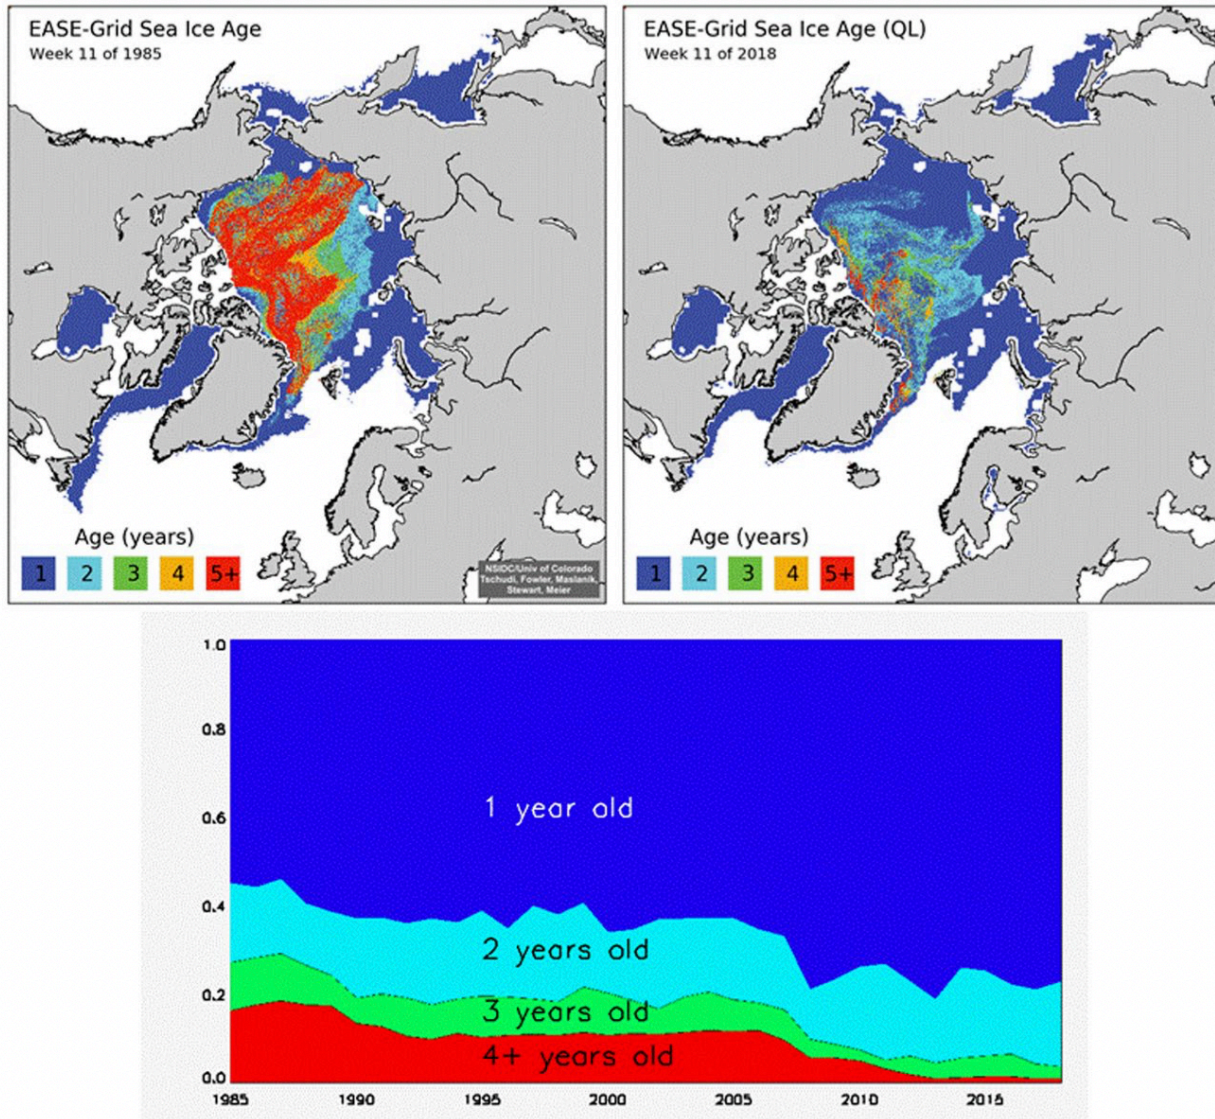 EASE-Grid Sea Ice Age
Week 11 of 1985
Age (years)
1 2 3 4 5+
NSIDC/Univ of Colorado
Tschudi, Fowler, Maslanik,
Stewart, Meier
EASE-Grid Sea Ice Age (QL)
Week 11 of 2018
Age (years)
1 2 3 4 5+
1.0
0.8
0.6
0.4
0.2
0.0
1 year old
2 years old
3 years old
4+ years old
1985 1990 1995 2000 2005 2010 2015